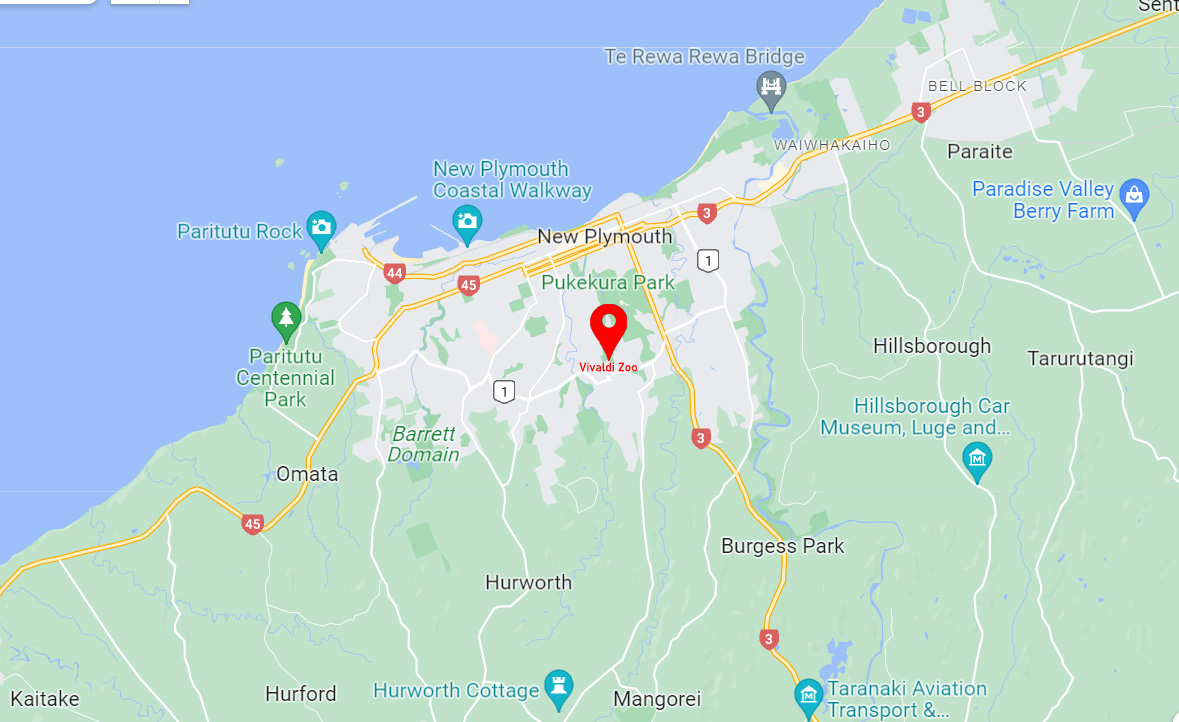 Sent
Te Rewa Rewa Bridge
BELL BLOCK
3
WAIWHAKAIHO
Paraite
New Plymouth
Coastal Walkway
Paradise Valley
Berry Farm
Paritutu Rock
3
New Plymouth
1
44
45
Pukekura Park
Hillsborough
Tarurutangi
Paritutu
Centennial
Park
Vivaldi Zoo
1
Hillsborough Car
Museum, Luge and...
Barrett
Domain
3
Omata
45
Burgess Park
Hurworth
3
Kaitake
Hurford
Hurworth Cottage
Mangorei
Taranaki Aviation
Transport &...